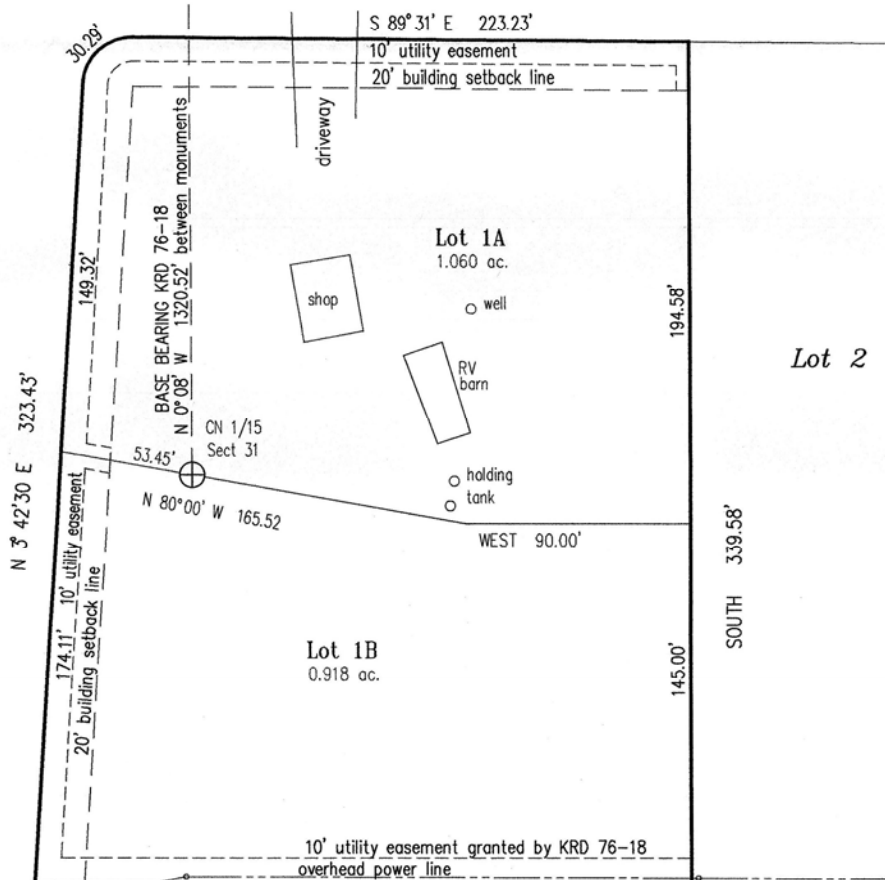 S 89°31' E 223.23'
30.29'
10' utility easement
20' building setback line
driveway
BASE BEARING KRD 76-18
N 0°08' W 1320.52' between monuments
Lot 1A
1.060 ac.
149.32'
shop
well
194.58'
RV
barn
Lot 2
N 3°42'30 E 323.43'
CN 1/15
Sect 31
53.45'
holding
tank
N 80°00' W 165.52
WEST 90.00'
SOUTH 339.58'
174.11' 10' utility easement
20' building setback line
Lot 1B
0.918 ac.
145.00'
10' utility easement granted by KRD 76-18
overhead power line